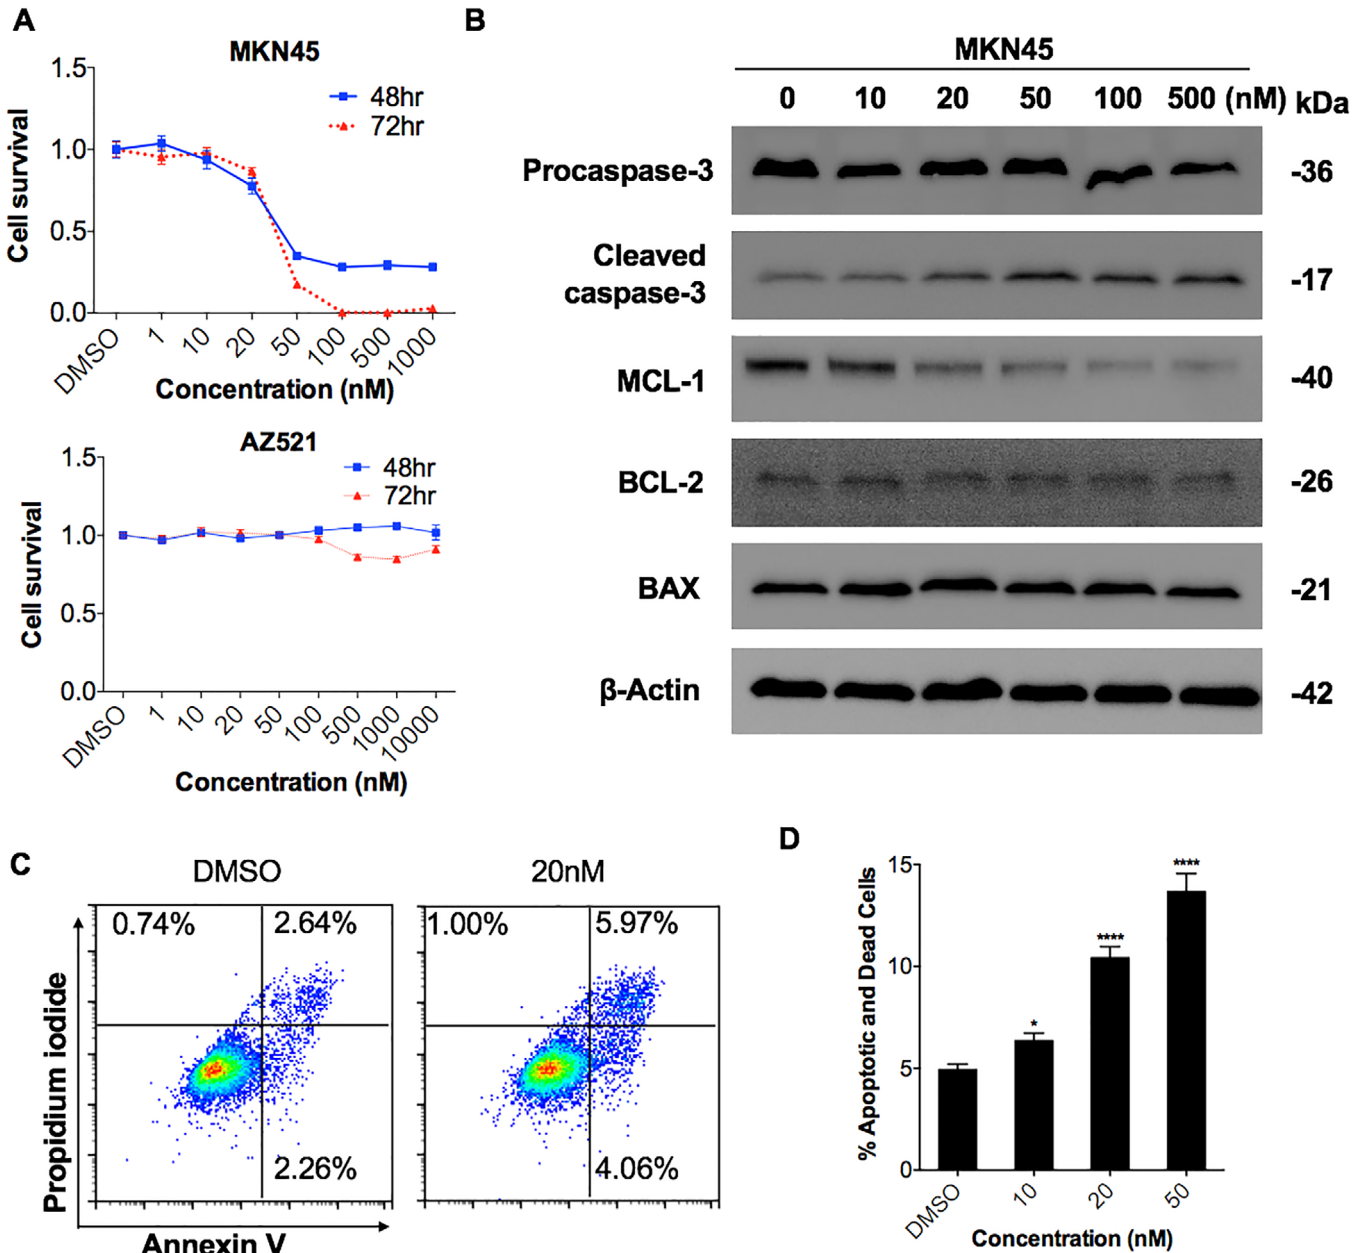 A
MKN45
1.5
1.0
0.5
0.0
Cell survival
48hr
72hr
DMSO
1
10
20
50
100
500
1000
Concentration (nM)
AZ521
1.5
1.0
0.5
0.0
Cell survival
48hr
72hr
DMSO
1
10
20
50
100
500
1000
10000
Concentration (nM)
B
MKN45
0 10 20 50 100 500 (nM) kDa
Procaspase-3 -36
Cleaved
caspase-3 -17
MCL-1 -40
BCL-2 -26
BAX -21
β-Actin -42
C
DMSO
0.74% 2.64%
2.26%
20nM
1.00% 5.97%
4.06%
Propidium iodide
Annexin V
D
% Apoptotic and Dead Cells
15
10
5
0
*
****
****
DMSO
10
20
50
Concentration (nM)